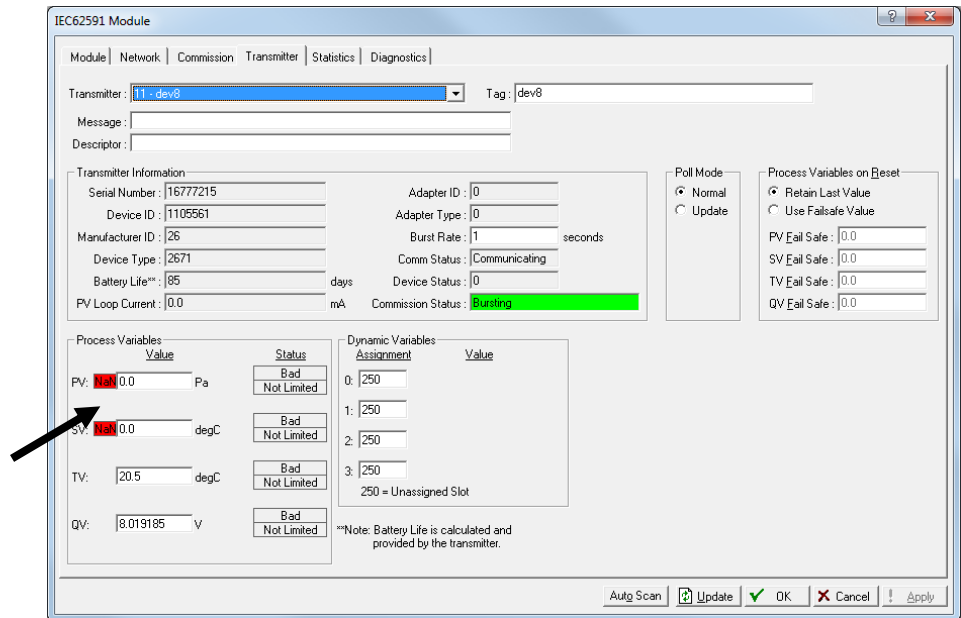 IEC62591 Module
Module Network Commission Transmitter Statistics Diagnostics
Transmitter : 11 - dev8 Tag : dev8
Message :
Descriptor :
Transmitter Information
Serial Number : 16777215
Device ID : 1105561
Manufacturer ID : 26
Device Type : 2671
Battery Life** : 85 days
PV Loop Current : 0.0 mA
Adapter ID : 0
Adapter Type : 0
Burst Rate : 1 seconds
Comm Status : Communicating
Device Status : 0
Commission Status : Bursting
Poll Mode
Normal
Update
Process Variables on Reset
Retain Last Value
Use Failsafe Value
PV Fail Safe : 0.0
SV Fail Safe : 0.0
TV Fail Safe : 0.0
QV Fail Safe : 0.0
Process Variables
Value Status
PV: NaN 0.0 Pa Bad
Not Limited
SV: NaN 0.0 degC Bad
Not Limited
TV: 20.5 degC Bad
Not Limited
QV: 8.019185 V Bad
Not Limited
Dynamic Variables
Assignment Value
0: 250
1: 250
2: 250
3: 250
250 = Unassigned Slot
**Note: Battery Life is calculated and
provided by the transmitter.
Auto Scan Update OK Cancel ! Apply